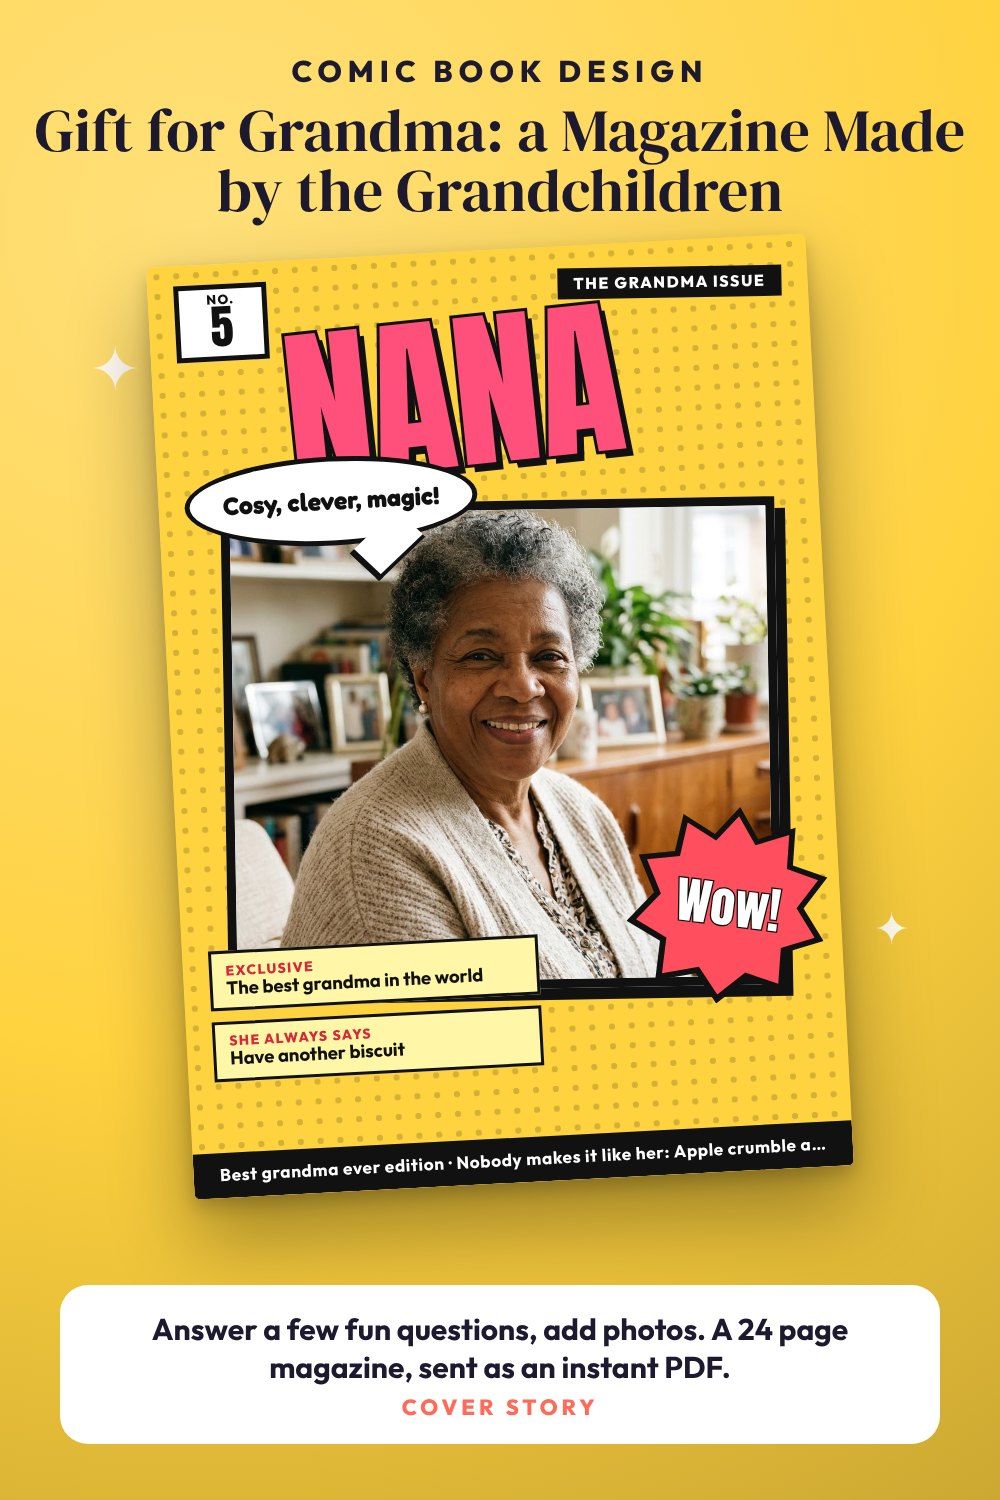 COMIC BOOK DESIGN
Gift for Grandma: a Magazine Made
by the Grandchildren
NO.
5
THE GRANDMA ISSUE
NANA
Cosy, clever, magic!
Wow!
EXCLUSIVE
The best grandma in the world
SHE ALWAYS SAYS
Have another biscuit
Best grandma ever edition · Nobody makes it like her: Apple crumble a...
Answer a few fun questions, add photos. A 24 page
magazine, sent as an instant PDF.
COVER STORY